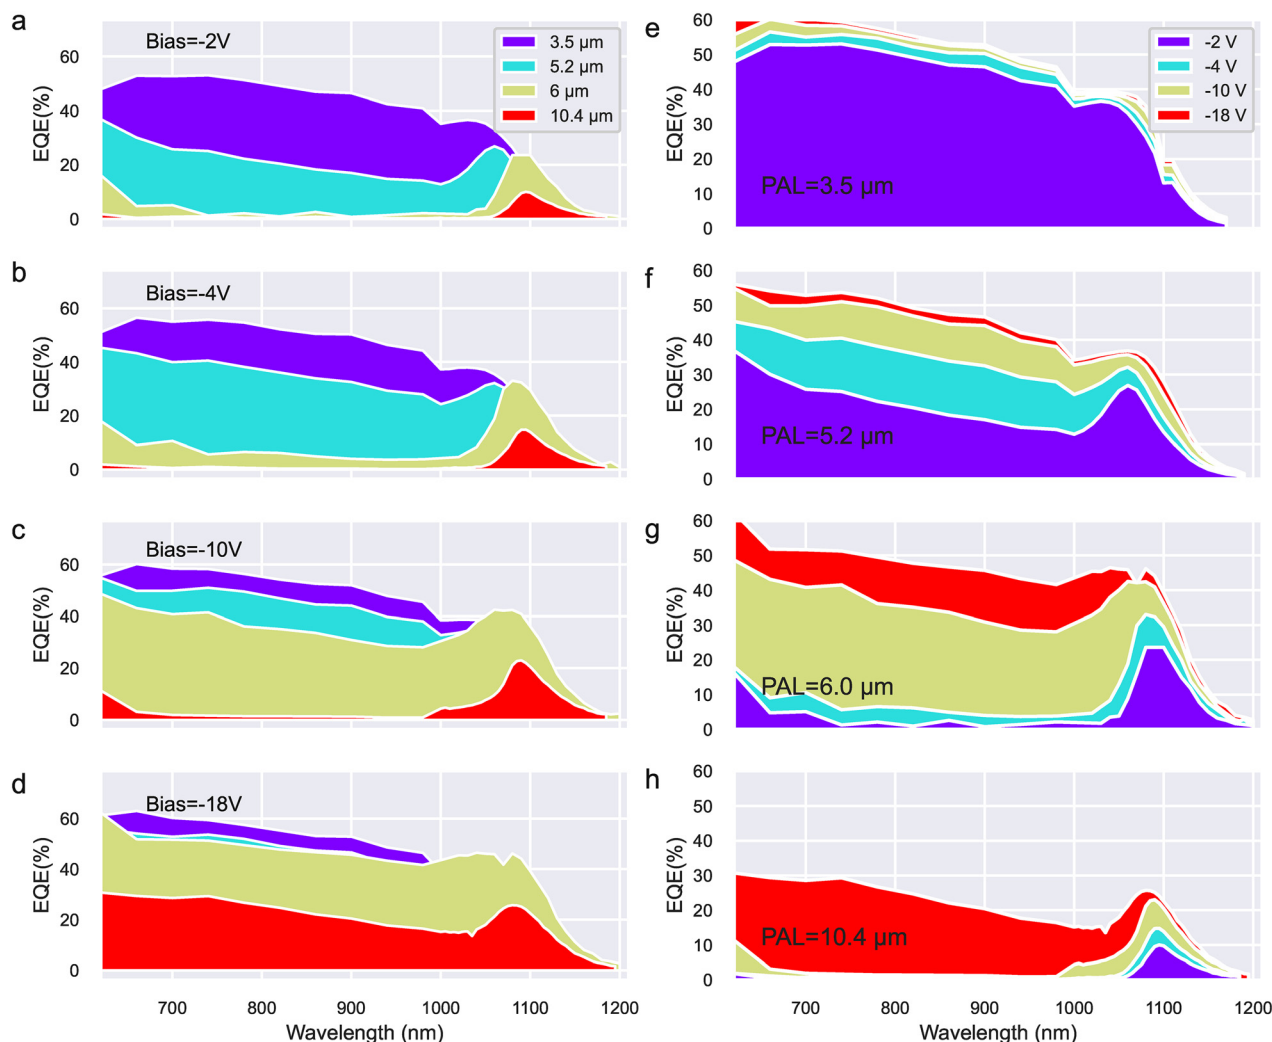 a
Bias=-2V
3.5 µm
5.2 µm
6 µm
10.4 µm
EQE(%)
60
40
20
0
b
Bias=-4V
EQE(%)
60
40
20
0
c
Bias=-10V
EQE(%)
60
40
20
0
d
Bias=-18V
EQE(%)
60
40
20
0
700 800 900 1000 1100 1200
Wavelength (nm)
e
-2 V
-4 V
-10 V
-18 V
PAL=3.5 µm
EQE(%)
60
50
40
30
20
10
0
f
PAL=5.2 µm
EQE(%)
60
50
40
30
20
10
0
g
PAL=6.0 µm
EQE(%)
60
50
40
30
20
10
0
h
PAL=10.4 µm
EQE(%)
60
50
40
30
20
10
0
700 800 900 1000 1100 1200
Wavelength (nm)